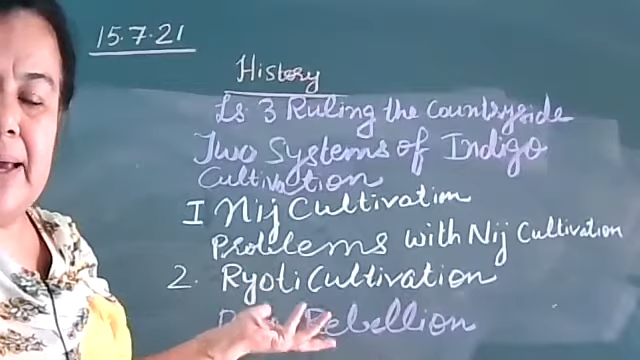 15.7.21
History
Ls. 3 Ruling the Countryside
Two Systems of Indigo
Cultivation
I Nij Cultivation
Problems with Nij Cultivation
2. Ryoti Cultivation
Rebellion